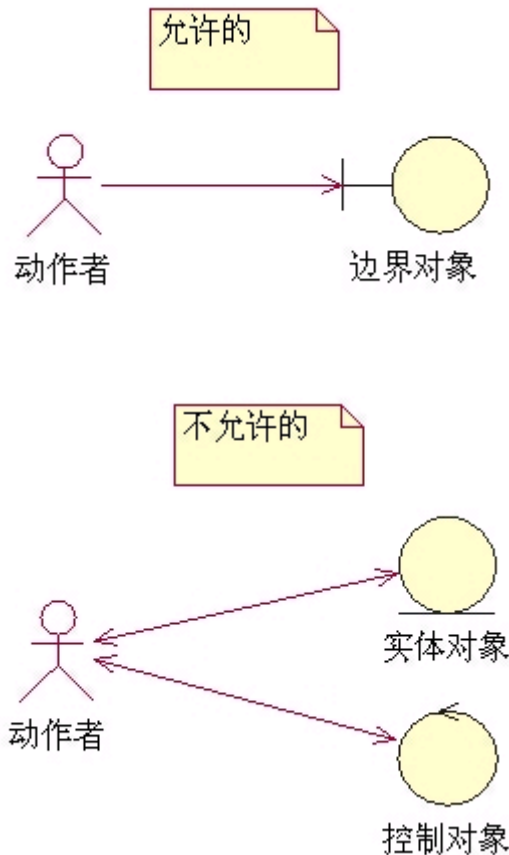 允许的
动作者
边界对象
不允许的
实体对象
动作者
控制对象